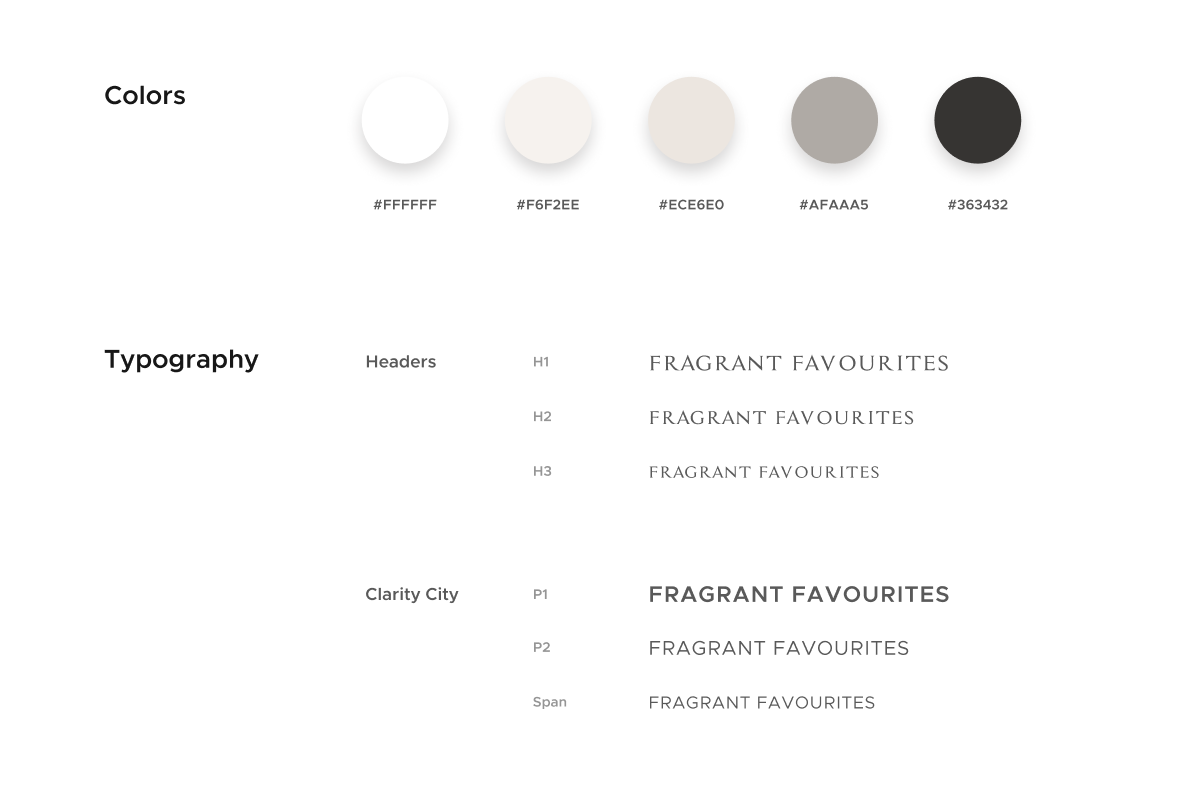 Colors
#FFFFFF
#F6F2EE
#ECE6E0
#AFAAA5
#363432
Typography
Headers
H1
FRAGRANT FAVOURITES
H2
FRAGRANT FAVOURITES
H3
FRAGRANT FAVOURITES
Clarity City
P1
FRAGRANT FAVOURITES
P2
FRAGRANT FAVOURITES
Span
FRAGRANT FAVOURITES